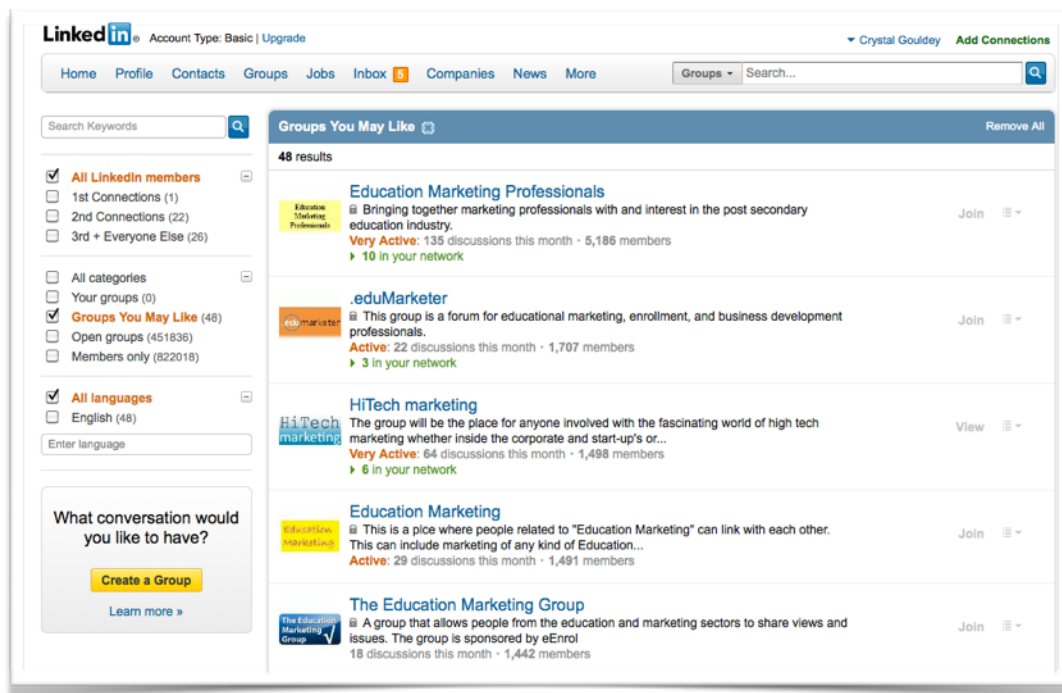 Linked in® Account Type: Basic | Upgrade
Crystal Gouldey Add Connections
Home Profile Contacts Groups Jobs Inbox 5 Companies News More
Groups Search...
Search Keywords
All LinkedIn members
1st Connections (1)
2nd Connections (22)
3rd + Everyone Else (26)
All categories
Your groups (0)
Groups You May Like (48)
Open groups (451836)
Members only (822018)
All languages
English (48)
Enter language
What conversation would
you like to have?
Create a Group
Learn more »
Groups You May Like
Remove All
48 results
Education
Marketing
Professionals
Education Marketing Professionals
Bringing together marketing professionals with and interest in the post secondary
education industry.
Very Active: 135 discussions this month · 5,186 members
10 in your network
Join
.edumarketer
.eduMarketer
This group is a forum for educational marketing, enrollment, and business development
professionals.
Active: 22 discussions this month · 1,707 members
3 in your network
Join
HiTech
marketing
HiTech marketing
The group will be the place for anyone involved with the fascinating world of high tech
marketing whether inside the corporate and start-up's or...
Very Active: 64 discussions this month · 1,498 members
6 in your network
View
Education
Marketing
Education Marketing
This is a plce where people related to "Education Marketing" can link with each other.
This can include marketing of any kind of Education...
Active: 29 discussions this month · 1,491 members
Join
The Education
Marketing
Group
The Education Marketing Group
A group that allows people from the education and marketing sectors to share views and
issues. The group is sponsored by eEnrol
18 discussions this month · 1,442 members
Join